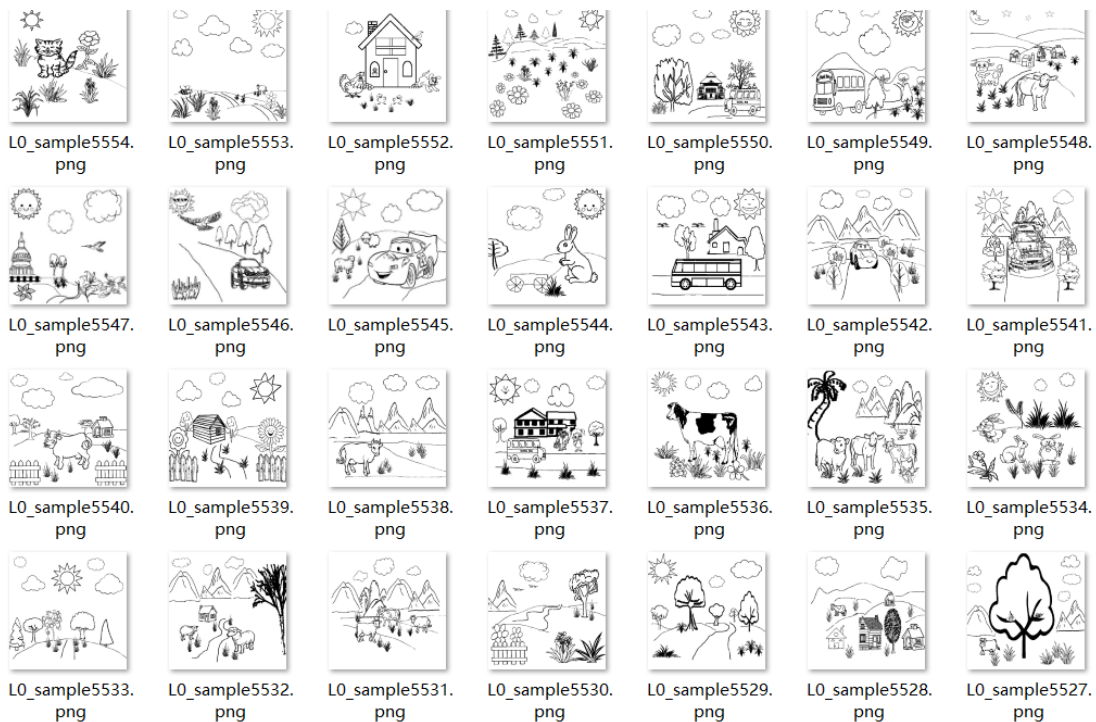 L0_sample5554.png
L0_sample5553.png
L0_sample5552.png
L0_sample5551.png
L0_sample5550.png
L0_sample5549.png
L0_sample5548.png
L0_sample5547.png
L0_sample5546.png
L0_sample5545.png
L0_sample5544.png
L0_sample5543.png
L0_sample5542.png
L0_sample5541.png
L0_sample5540.png
L0_sample5539.png
L0_sample5538.png
L0_sample5537.png
L0_sample5536.png
L0_sample5535.png
L0_sample5534.png
L0_sample5533.png
L0_sample5532.png
L0_sample5531.png
L0_sample5530.png
L0_sample5529.png
L0_sample5528.png
L0_sample5527.png